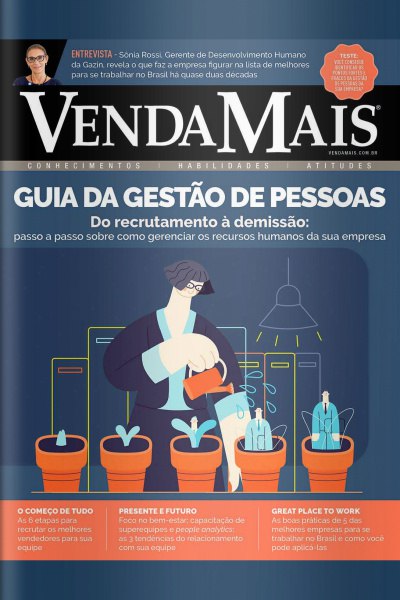 ENTREVISTA - Sônia Rossi, Gerente de Desenvolvimento Humano
da Gazin, revela o que faz a empresa figurar na lista de melhores
para se trabalhar no Brasil há quase duas décadas
TESTE:
VOCÊ CONSEGUE
IDENTIFICAR OS
PONTOS FORTES E
FRACOS DA GESTÃO
DE PESSOAS DA
SUA EMPRESA?
VENDAMAIS®
VENDAMAIS.COM.BR
CONHECIMENTOS | HABILIDADES | ATITUDES
GUIA DA GESTÃO DE PESSOAS
Do recrutamento à demissão:
passo a passo sobre como gerenciar os recursos humanos da sua empresa
O COMEÇO DE TUDO
As 6 etapas para
recrutar os melhores
vendedores para sua
equipe
PRESENTE E FUTURO
Foco no bem-estar, capacitação de
superequipes e people analytics:
as 3 tendências do relacionamento
com sua equipe
GREAT PLACE TO WORK
As boas práticas de 5 das
melhores empresas para se
trabalhar no Brasil e como você
pode aplicá-las